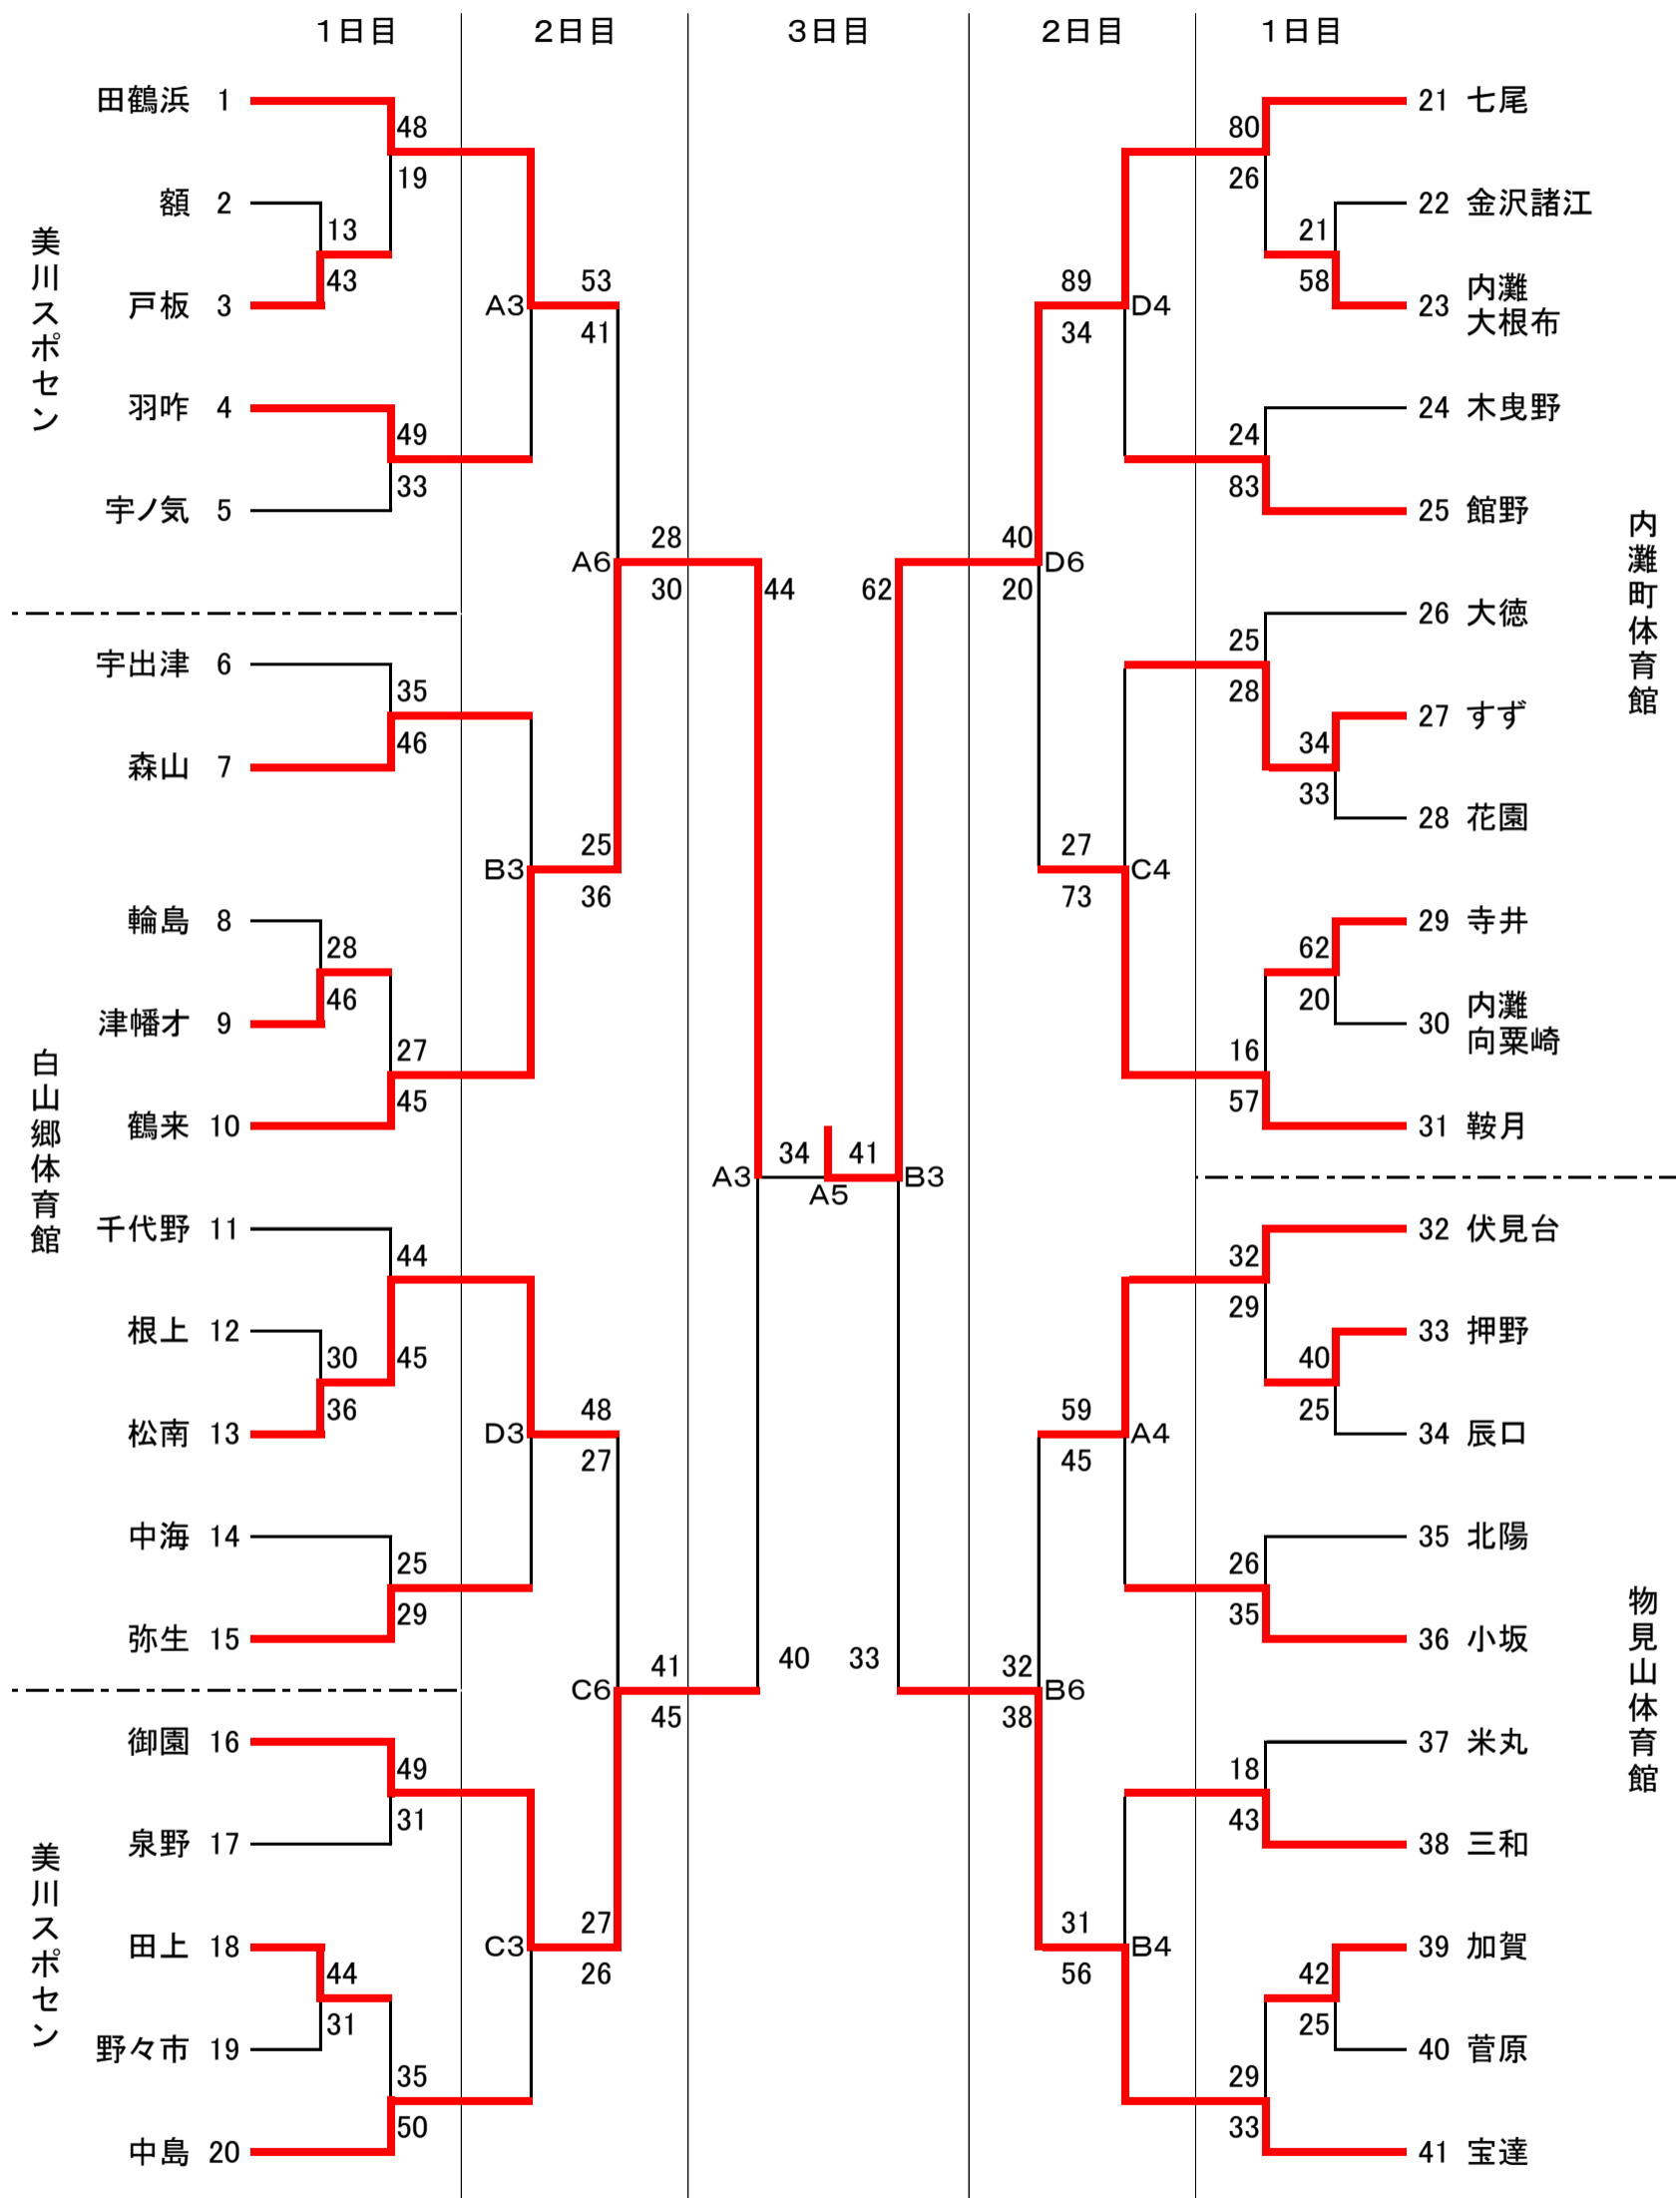 1日目 2日目 3日目 2日目 1日目
美川スポセン
田鶴浜 1
48
19
額 2
13
43
戸板 3
A3
53
41
羽咋 4
49
33
宇ノ気 5
A6
28
30
44
白山郷体育館
宇出津 6
35
46
森山 7
B3
25
36
輪島 8
28
46
津幡才 9
27
45
鶴来 10
A3
34
A5
41
B3
千代野 11
44
45
根上 12
30
36
松南 13
D3
48
27
中海 14
25
29
弥生 15
C6
41
45
40
33
美川スポセン
御園 16
49
31
泉野 17
C3
27
26
田上 18
44
31
野々市 19
35
50
中島 20
内灘町体育館
80
26
21 七尾
22 金沢諸江
21
58
23 内灘
大根布
89
34
D4
24 木曳野
24
83
25 館野
62
40
20
D6
26 大徳
25
28
27 すず
34
33
28 花園
27
73
C4
29 寺井
62
20
30 内灘
向粟崎
16
57
31 鞍月
物見山体育館
32 伏見台
32
29
33 押野
40
25
34 辰口
59
45
A4
35 北陽
26
35
36 小坂
32
38
B6
37 米丸
18
43
38 三和
31
56
B4
39 加賀
42
25
40 菅原
29
33
41 宝達